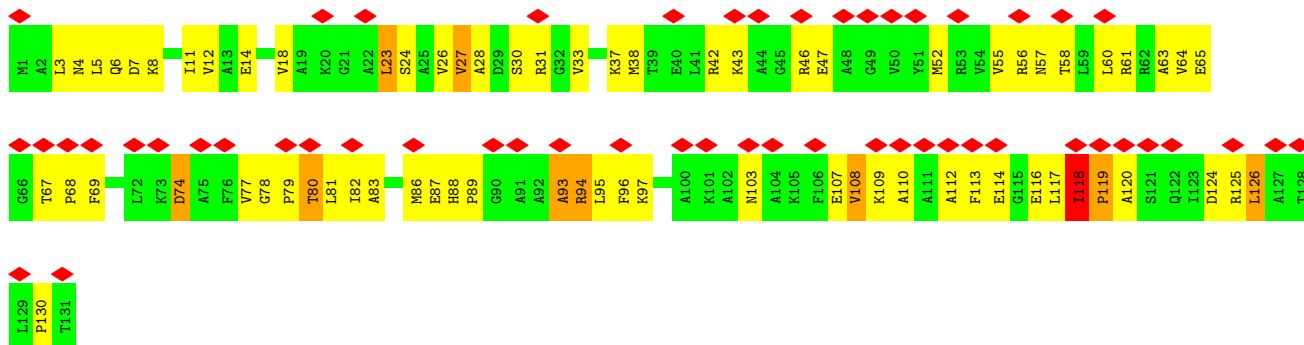 M1 A2 L3 N4 L5 Q6 D7 K8 I11 V12 A13 E14 V18 A19 K20 G21 A22 L23 S24 A25 V26 V27 A28 D29 S30 R31 G32 V33 K37 M38 T39 E40 L41 R42 K43 A44 G45 R46 E47 A48 G49 V50 Y51 M52 R53 V54 V55 R56 N57 T58 L59 L60 R61 R62 A63 V64 E65
G66 T67 P68 F69 L72 K73 D74 A75 F76 V77 G78 P79 T80 L81 I82 A83 M86 E87 H88 P89 G90 A91 A92 A93 R94 L95 F96 K97 A100 K101 A102 N103 A104 K105 F106 E107 V108 K109 A110 A111 A112 F113 E114 G115 E116 L117 I118 P119 A120 S121 Q122 I123 D124 R125 L126 A127 T128
L129 P130 T131